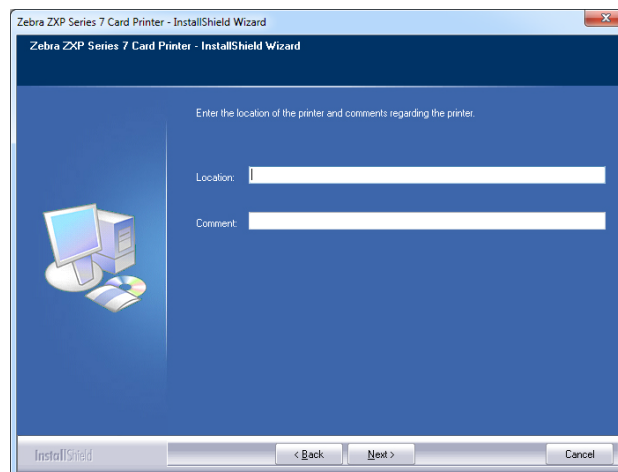 Zebra ZXP Series 7 Card Printer - InstallShield Wizard
Zebra ZXP Series 7 Card Printer - InstallShield Wizard
Enter the location of the printer and comments regarding the printer.
Location:
Comment:
InstallShield
< Back
Next >
Cancel